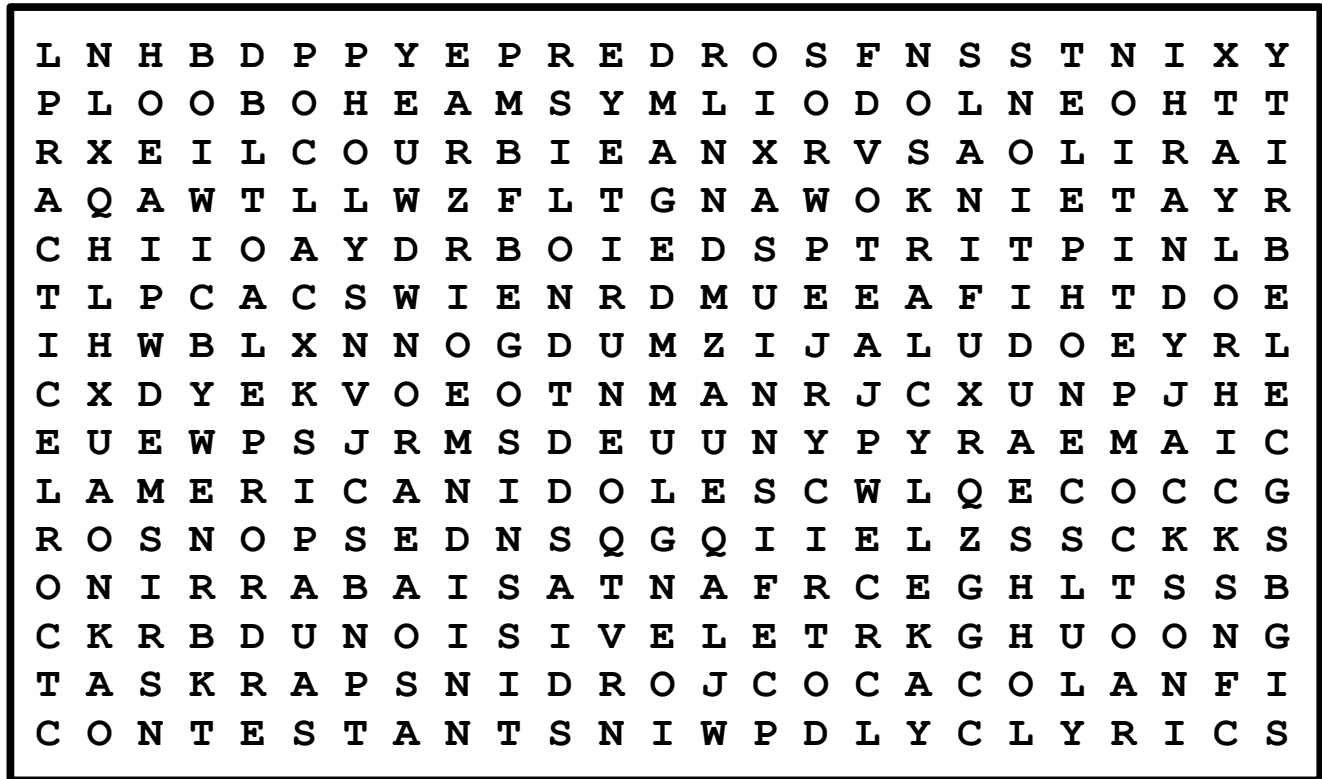 L N H B D P P Y E P R E D R O S F N S S T N I X Y
P L O O B O H E A M S Y M L I O D O L N E O H T T
R X E I L C O U R B I E A N X R V S A O L I R A I
A Q A W T L L W Z F L T G N A W O K N I E T A Y R
C H I I O A Y D R B O I E D S P T R I T P I N L B
T L P C A C S W I E N R D M U E E A F I H T D O E
I H W B L X N N O G D U M Z I J A L U D O E Y R L
C X D Y E K V O E O T N M A N R J C X U N P J H E
E U E W P S J R M S D E U U N Y P Y R A E M A I C
L A M E R I C A N I D O L E S C W L Q E C O C C G
R O S N O P S E D N S Q G Q I I E L Z S S C K K S
O N I R R A B A I S A T N A F R C E G H L T S S B
C K R B D U N O I S I V E L E T R K G H U O O N G
T A S K R A P S N I D R O J C O C A C O L A N F I
C O N T E S T A N T S N I W P D L Y C L Y R I C S